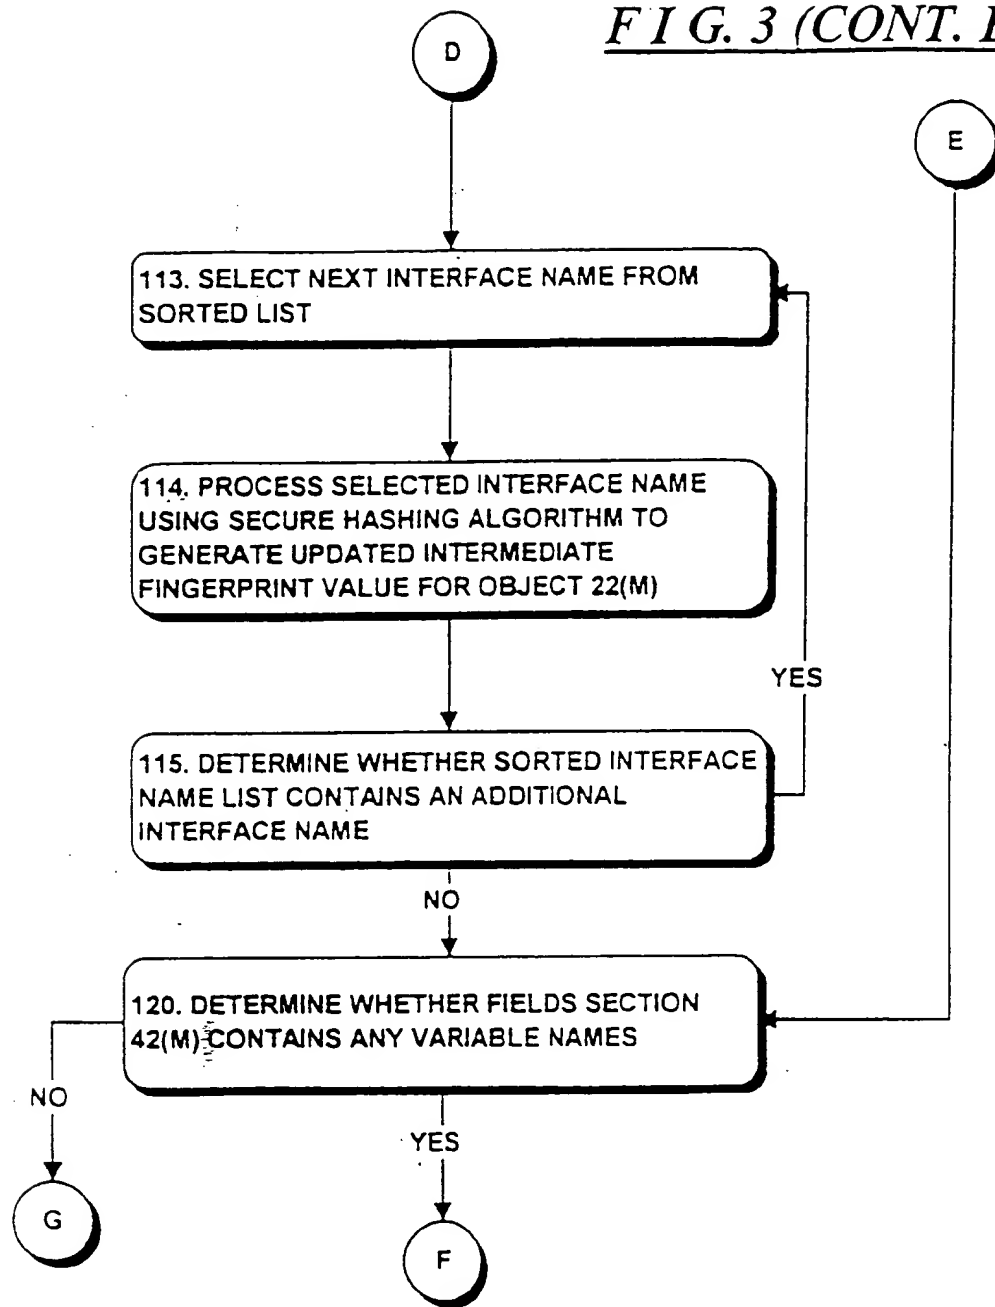 FIG. 3 (CONT.
D
E
113. SELECT NEXT INTERFACE NAME FROM
SORTED LIST
114. PROCESS SELECTED INTERFACE NAME
USING SECURE HASHING ALGORITHM TO
GENERATE UPDATED INTERMEDIATE
FINGERPRINT VALUE FOR OBJECT 22(M)
YES
115. DETERMINE WHETHER SORTED INTERFACE
NAME LIST CONTAINS AN ADDITIONAL
INTERFACE NAME
NO
120. DETERMINE WHETHER FIELDS SECTION
42(M) CONTAINS ANY VARIABLE NAMES
NO
YES
G
F